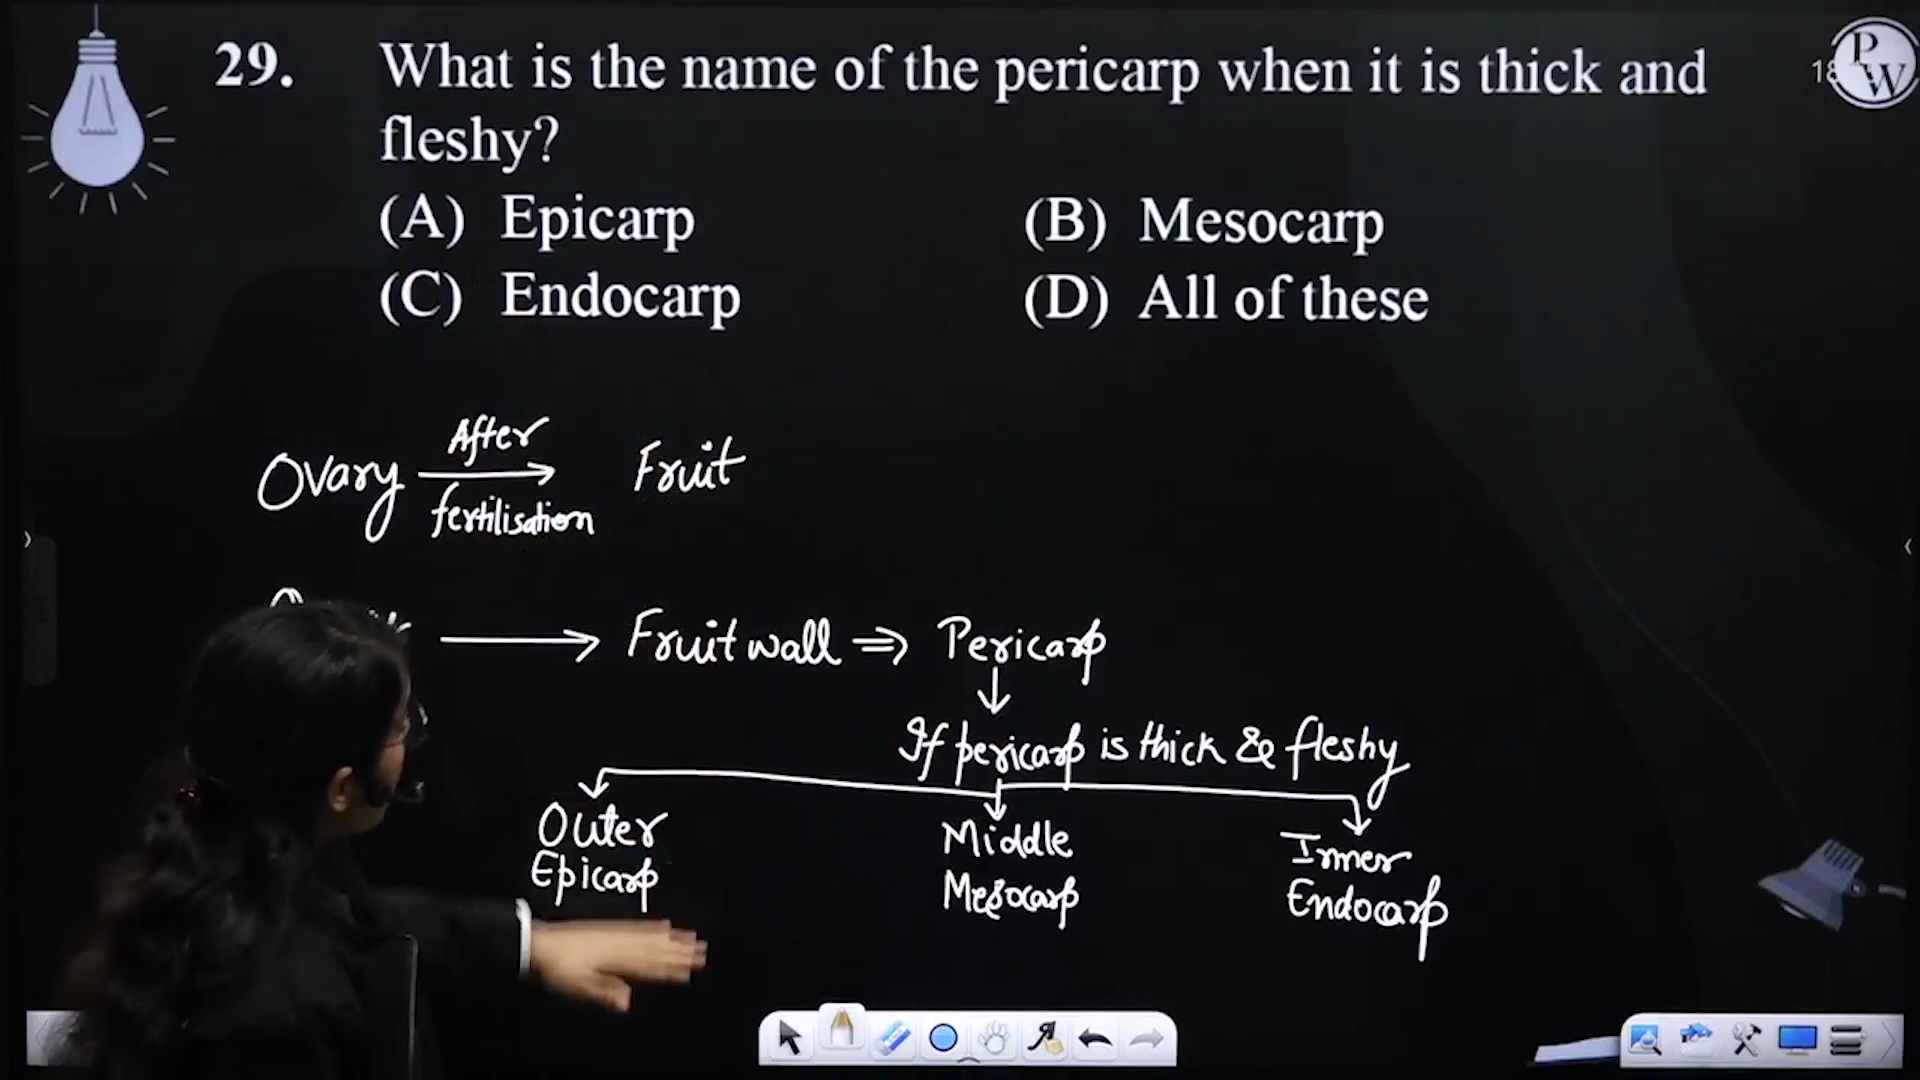 29. What is the name of the pericarp when it is thick and
fleshy?
(A) Epicarp (B) Mesocarp
(C) Endocarp (D) All of these
PW
Ovary After fertilisation Fruit
Fruit wall ⇒ Pericarp
If pericarp is thick & fleshy
Outer Middle Inner
Epicarp Mesocarp Endocarp